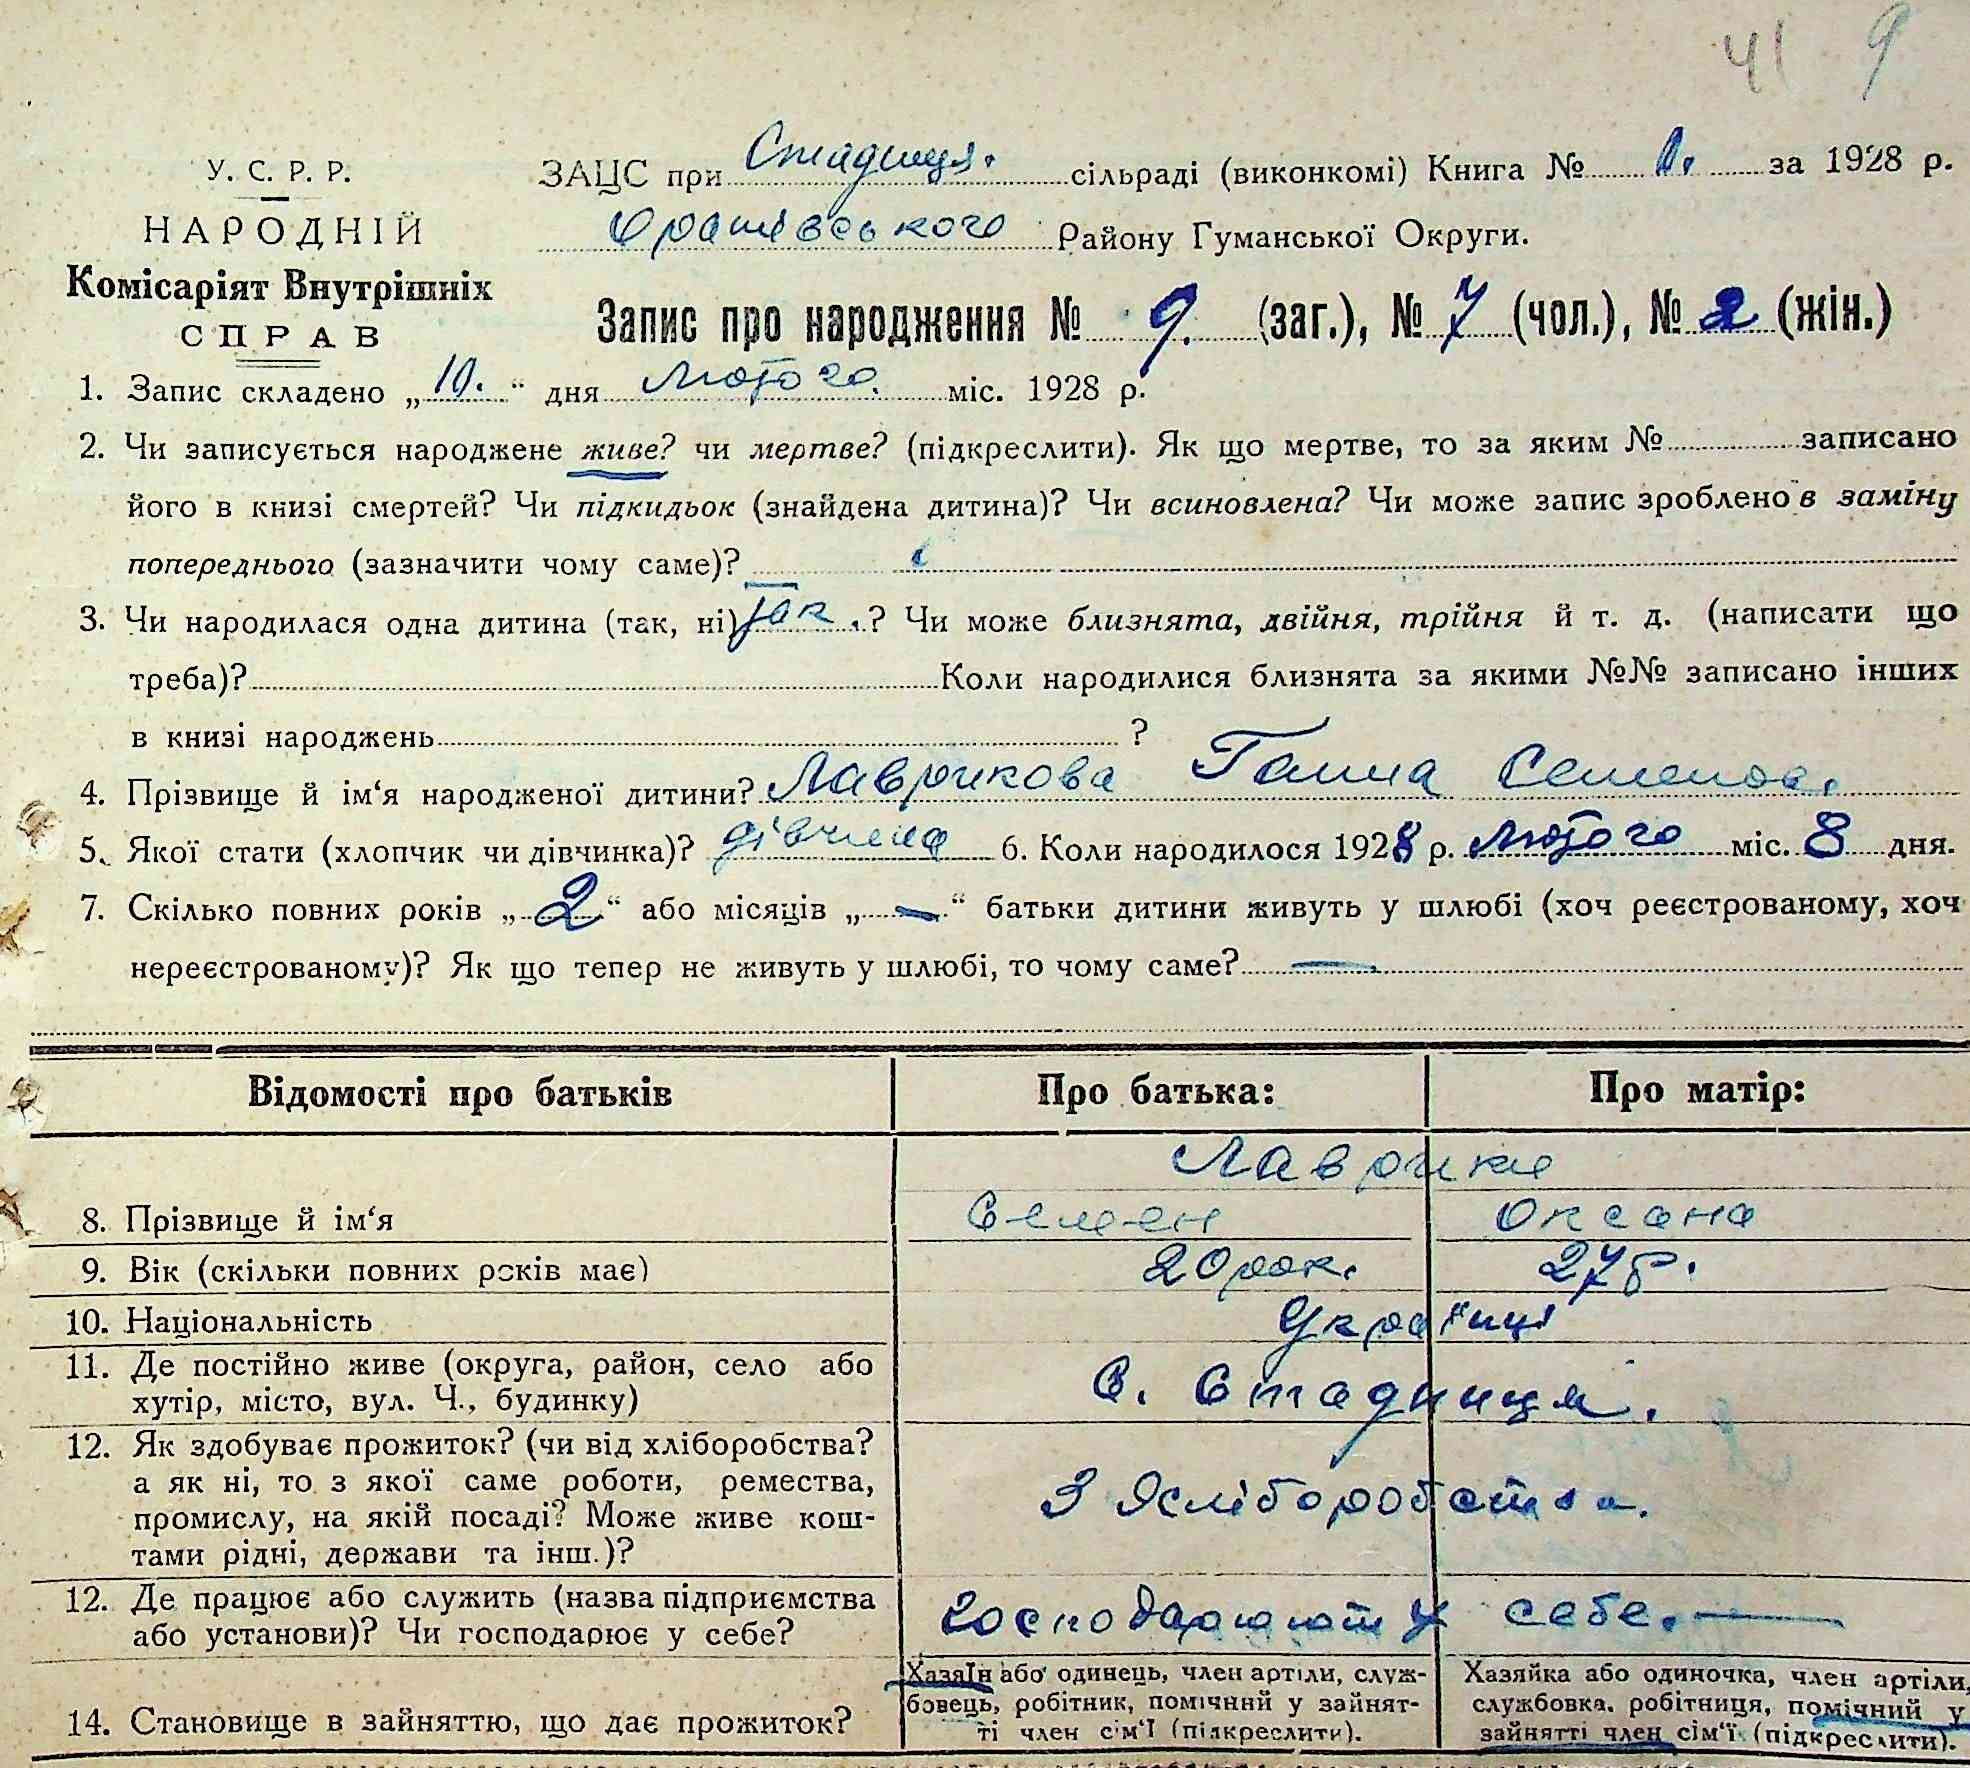 41 9
У. С. Р. Р.
НАРОДНІЙ
Комісаріят Внутрішніх
СПРАВ
ЗАЦС при Стадниця. сільраді (виконкомі) Книга № за 1928 р.
Оратівського Району Гуманської Округи.
Запис про народження № 9. (заг.), № 7 (чол.), № 2 (жін.)
1. Запис складено „10.“ дня Лютого. міс. 1928 р.
2. Чи записується народжене живе? чи мертве? (підкреслити). Як що мертве, то за яким № записано
його в книзі смертей? Чи підкидьок (знайдена дитина)? Чи всиновлена? Чи може запис зроблено в заміну
попереднього (зазначити чому саме)?
3. Чи народилася одна дитина (так, ні) так.? Чи може близнята, двійня, трійня й т. д. (написати що
треба)? Коли народилися близнята за якими №№ записано інших
в книзі народжень ?
4. Прізвище й ім‘я народженої дитини? Лаврикова Ганна Семенов.
5. Якої стати (хлопчик чи дівчинка)? дівчина 6. Коли народилося 1928 р. Лютого міс. 8 дня.
7. Скілько повних років „2“ або місяців „—“ батьки дитини живуть у шлюбі (хоч реєстрованому, хоч
нереєстрованому)? Як що тепер не живуть у шлюбі, то чому саме? —
Відомості про батьків Про батька: Про матір:
Лаврики
8. Прізвище й ім‘я Семен Оксана
9. Вік (скільки повних років має) 20 рок. 27 р.
10. Національність Українці
11. Де постійно живе (округа, район, село або
хутір, місто, вул. Ч., будинку) С. Стадниця.
12. Як здобуває прожиток? (чи від хліборобства?
а як ні, то з якої саме роботи, ремества,
промислу, на якій посаді? Може живе кош-
тами рідні, держави та інш.)? З Хліборобства.
12. Де працює або служить (назва підприємства
або установи)? Чи господарює у себе? господарюют у себе. —
14. Становище в зайняттю, що дає прожиток?
Хазяїн або одинець, член артіли, служ-
бовець, робітник, помічний у зайнят-
ті член сім‘ї (підкреслити).
Хазяйка або одиночка, член артіли,
службовка, робітниця, помічний у
зайнятті член сім‘ї (підкреслити).